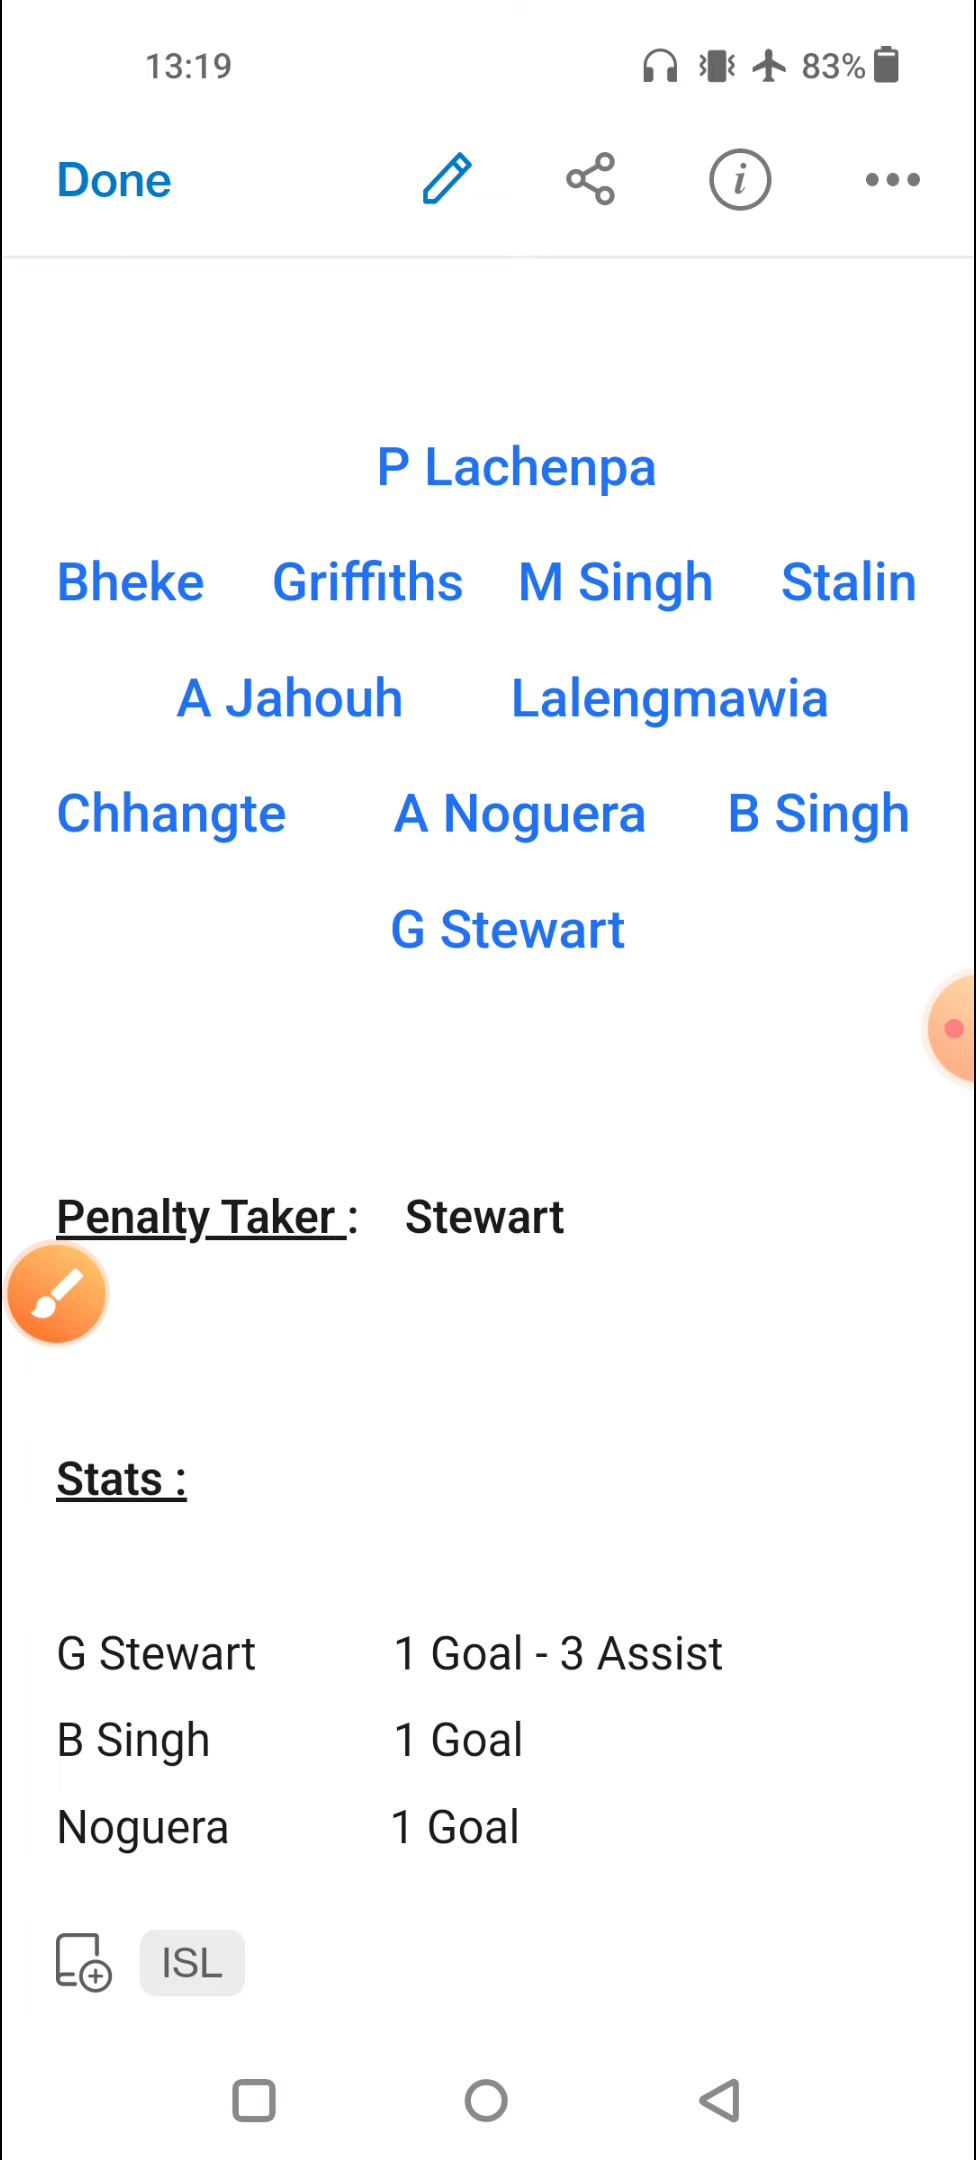 13:19 83%
Done
P Lachenpa
Bheke Griffiths M Singh Stalin
A Jahouh Lalengmawia
Chhangte A Noguera B Singh
G Stewart
Penalty Taker : Stewart
Stats :
G Stewart 1 Goal - 3 Assist
B Singh 1 Goal
Noguera 1 Goal
ISL